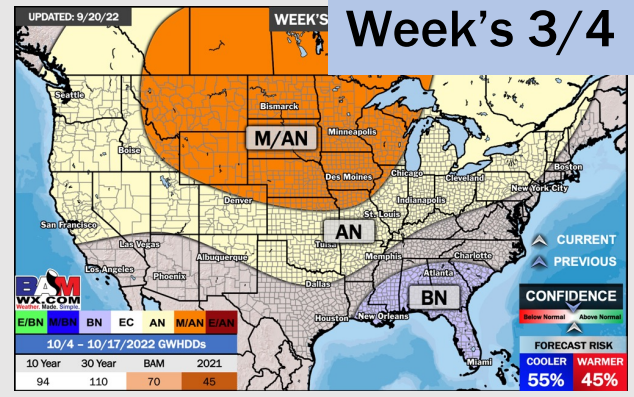 UPDATED: 9/20/22
WEEK'S
Week's 3/4
Seattle
Bismarck
M/AN
Minneapolis
Boise
Boston
Des Moines
Chicago
Cleveland
New York City
Denver
Indianapolis
St. Louis
San Francisco
AN
Las Vegas
Tulsa
CURRENT
Albuquerque
Memphis
Charlotte
PREVIOUS
Los Angeles
Phoenix
Atlanta
Dallas
BAM
WX.COM
Weather. Made. Simple.
BN
CONFIDENCE
Houston
New Orleans
Below Normal
Above Normal
E/BN M/BN BN EC AN M/AN E/AN
10/4 – 10/17/2022 GWHDDs
FORECAST RISK
10 Year 30 Year BAM 2021
COOLER WARMER
Miami
94 110 70 45
55% 45%